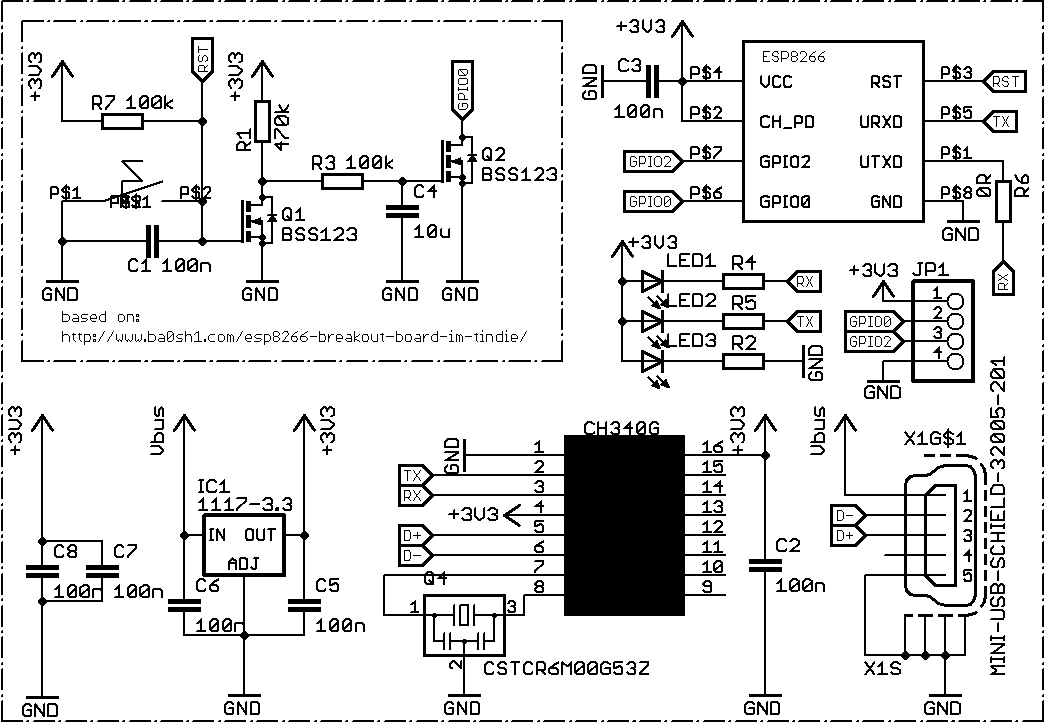 +3V3
RST
+3V3
GPIO0
R7 100k
R1
470k
P$1
P$2
R3 100k
Q1
BSS123
C4
10u
Q2
BSS123
C1 100n
GND
GND
GND
GND
based on:
http://www.ba0sh1.com/esp8266-breakout-board-im-tindie/
+3V3
GND
C3
100n
ESP8266
P$4
VCC
RST
P$3
RST
P$2
CH_PD
URXD
P$5
TX
GPIO2
P$7
GPIO2
UTXD
P$1
GPIO0
P$6
GPIO0
GND
P$8
0R
R6
GND
RX
+3V3
LED1
R4
RX
LED2
R5
TX
LED3
R2
GND
+3V3
JP1
1
GPIO0
2
GPIO2
3
4
GND
+3V3
C8
C7
100n
100n
GND
Vbus
+3V3
IC1
1117-3.3
IN
OUT
ADJ
C6
100n
C5
100n
GND
CH340G
GND
1
TX
2
RX
3
+3V3
4
D+
5
D-
6
7
8
16
15
14
13
12
11
10
9
Q4
1
3
2
CSTCR6M00G53Z
GND
+3V3
C2
100n
GND
Vbus
X1G$1
1
D-
2
D+
3
4
5
X1S
GND
MINI-USB-SCHIELD-32005-201